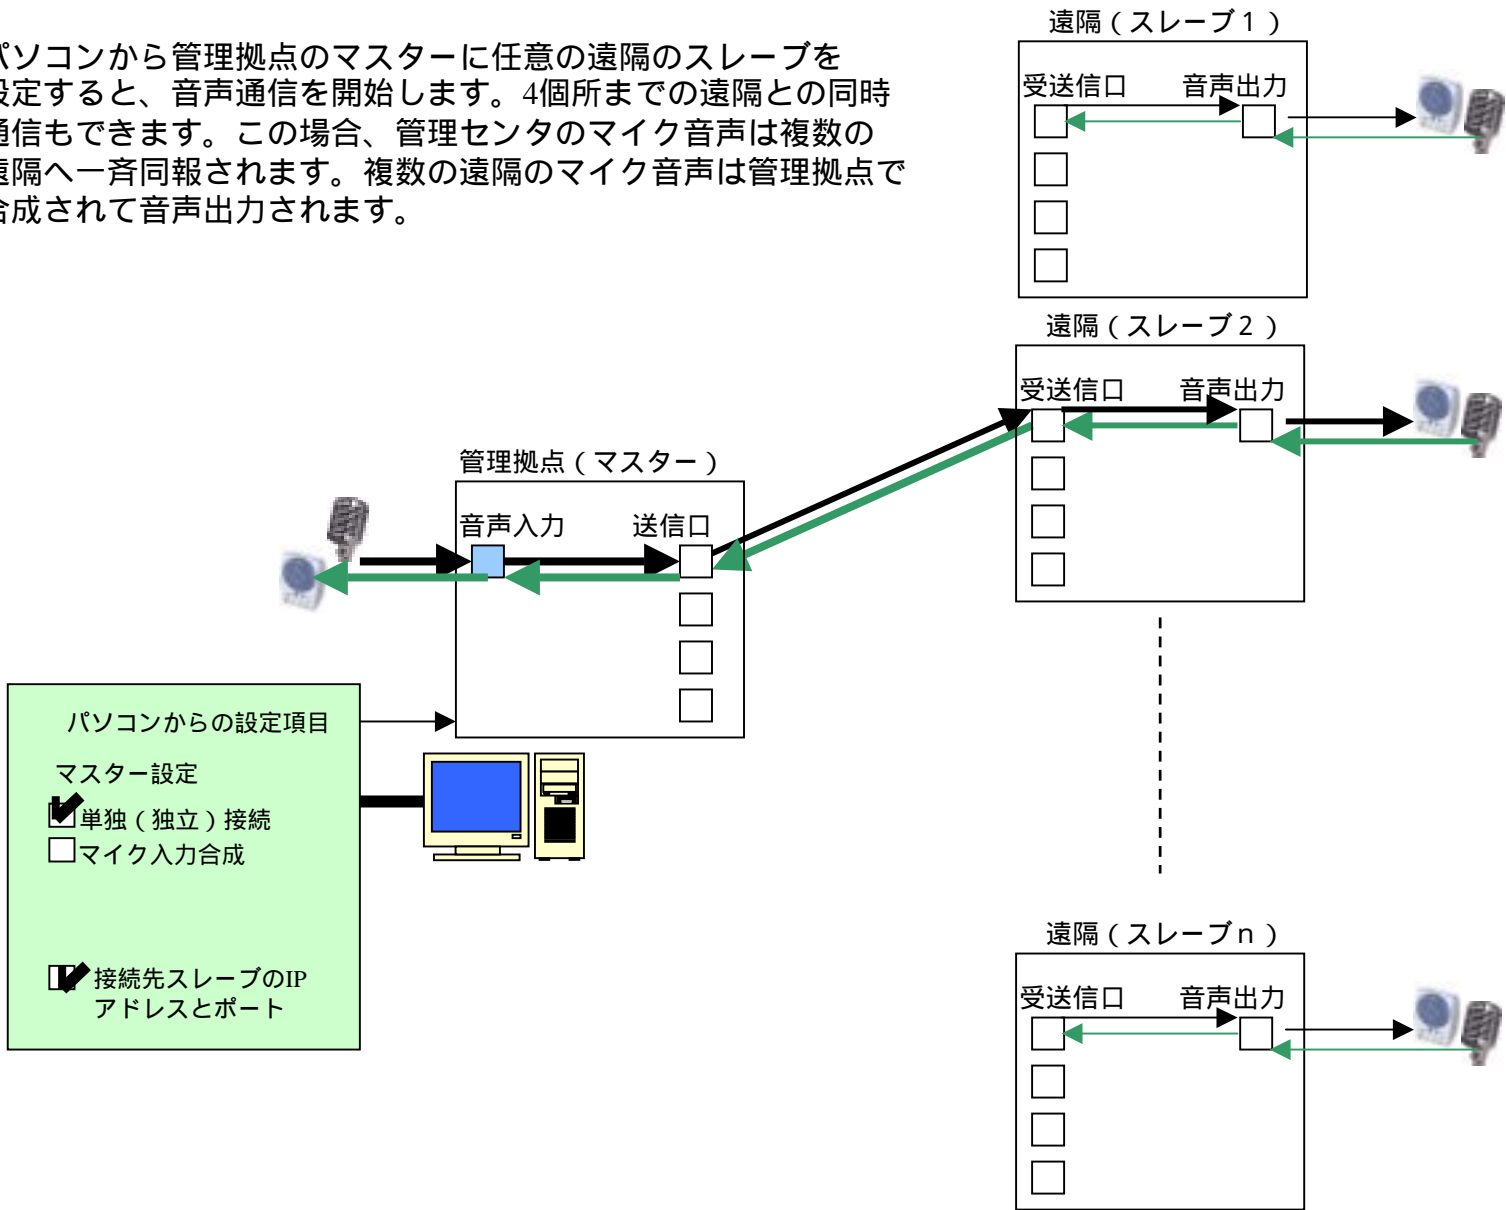 パソコンから管理拠点のマスターに任意の遠隔のスレーブを
設定すると、音声通信を開始します。4個所までの遠隔との同時
通信もできます。この場合、管理センタのマイク音声は複数の
遠隔へ一斉同報されます。複数の遠隔のマイク音声は管理拠点で
合成されて音声出力されます。
遠隔(スレーブ1)
受送信口 音声出力
遠隔(スレーブ2)
受送信口 音声出力
管理拠点(マスター)
音声入力 送信口
パソコンからの設定項目
マスター設定
単独(独立)接続
マイク入力合成
接続先スレーブのIP
アドレスとポート
遠隔(スレーブn)
受送信口 音声出力